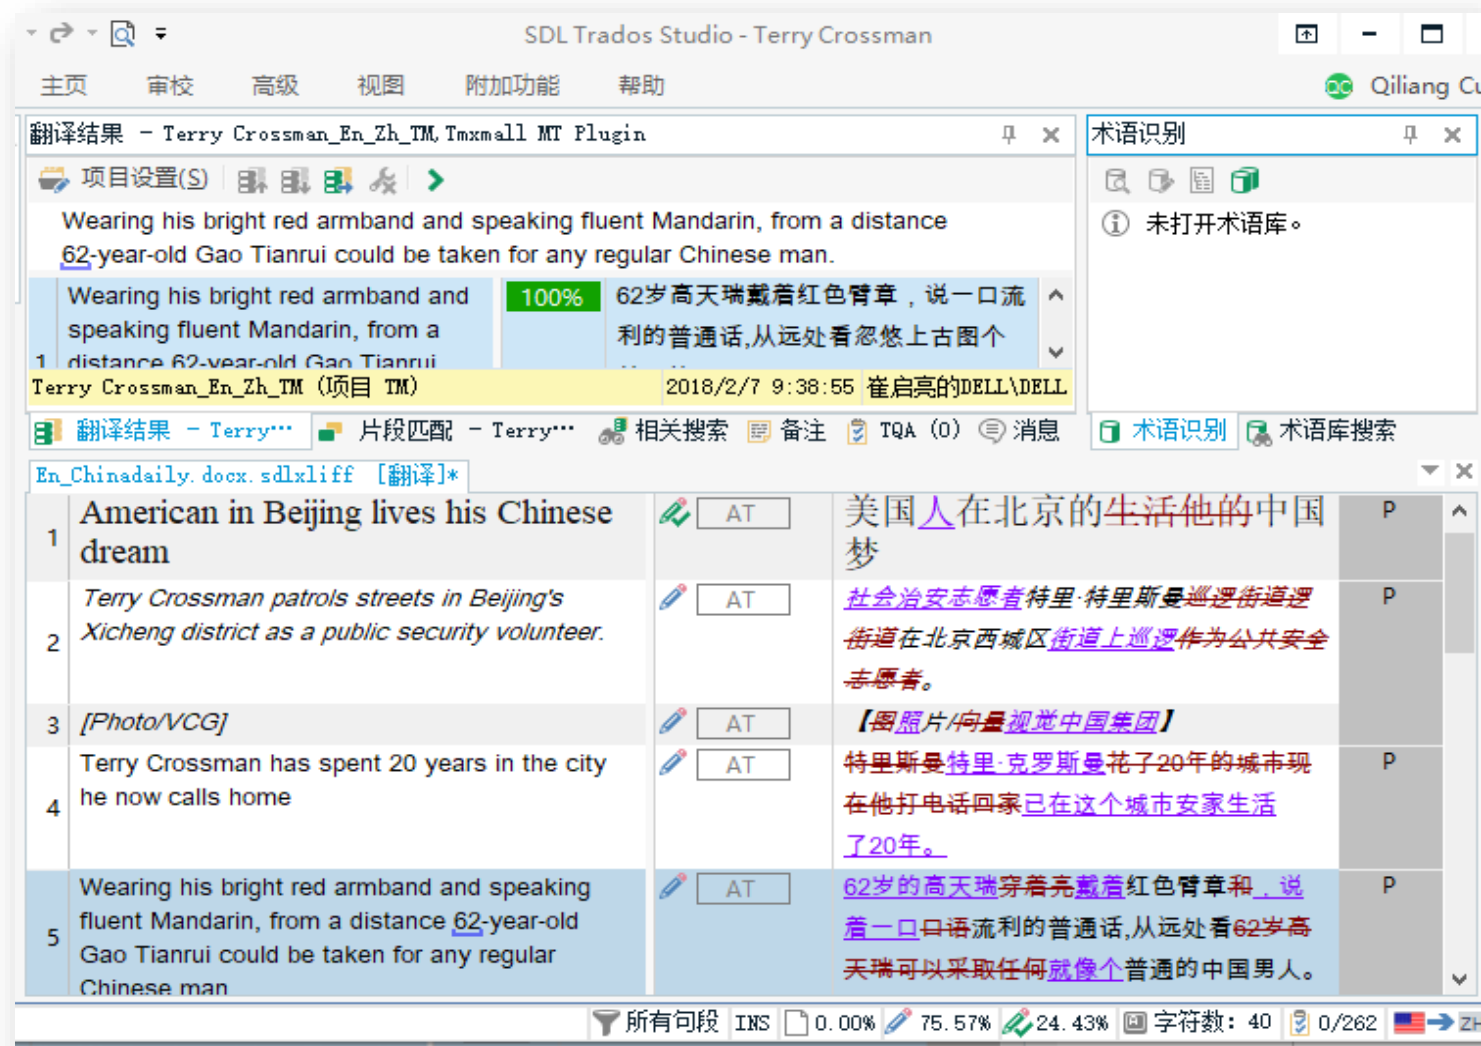 SDL Trados Studio - Terry Crossman
主页 审校 高级 视图 附加功能 帮助 QC Qiliang Cu
翻译结果 - Terry Crossman_En_Zh_TM,Tmxmall MT Plugin 术语识别
项目设置(S)
Wearing his bright red armband and speaking fluent Mandarin, from a distance
62-year-old Gao Tianrui could be taken for any regular Chinese man.
未打开术语库。
1
Wearing his bright red armband and
speaking fluent Mandarin, from a
distance 62-year-old Gao Tianrui
100%
62岁高天瑞戴着红色臂章，说一口流
利的普通话,从远处看忽悠上古图个
Terry Crossman_En_Zh_TM (项目 TM) 2018/2/7 9:38:55 崔启亮的DELL\DELL
翻译结果 - Terry… 片段匹配 - Terry… 相关搜索 备注 TQA (0) 消息 术语识别 术语库搜索
En_Chinadaily.docx.sdlxliff [翻译]*
1
American in Beijing lives his Chinese
dream
AT
美国人在北京的生活他的中国
梦
P
2
Terry Crossman patrols streets in Beijing's
Xicheng district as a public security volunteer.
AT
社会治安志愿者特里·特里斯曼巡逻街道逻
街道在北京西城区街道上巡逻作为公共安全
志愿者。
P
3
[Photo/VCG]
AT
【图照片/向量视觉中国集团】
4
Terry Crossman has spent 20 years in the city
he now calls home
AT
特里斯曼特里·克罗斯曼花了20年的城市现
在他打电话回家已在这个城市安家生活
了20年。
P
5
Wearing his bright red armband and speaking
fluent Mandarin, from a distance 62-year-old
Gao Tianrui could be taken for any regular
Chinese man
AT
62岁的高天瑞穿着亮戴着红色臂章和，说
着一口口语流利的普通话,从远处看62岁高
天瑞可以采取任何就像个普通的中国男人。
P
所有句段 INS 0.00% 75.57% 24.43% 字符数: 40 0/262 ZH